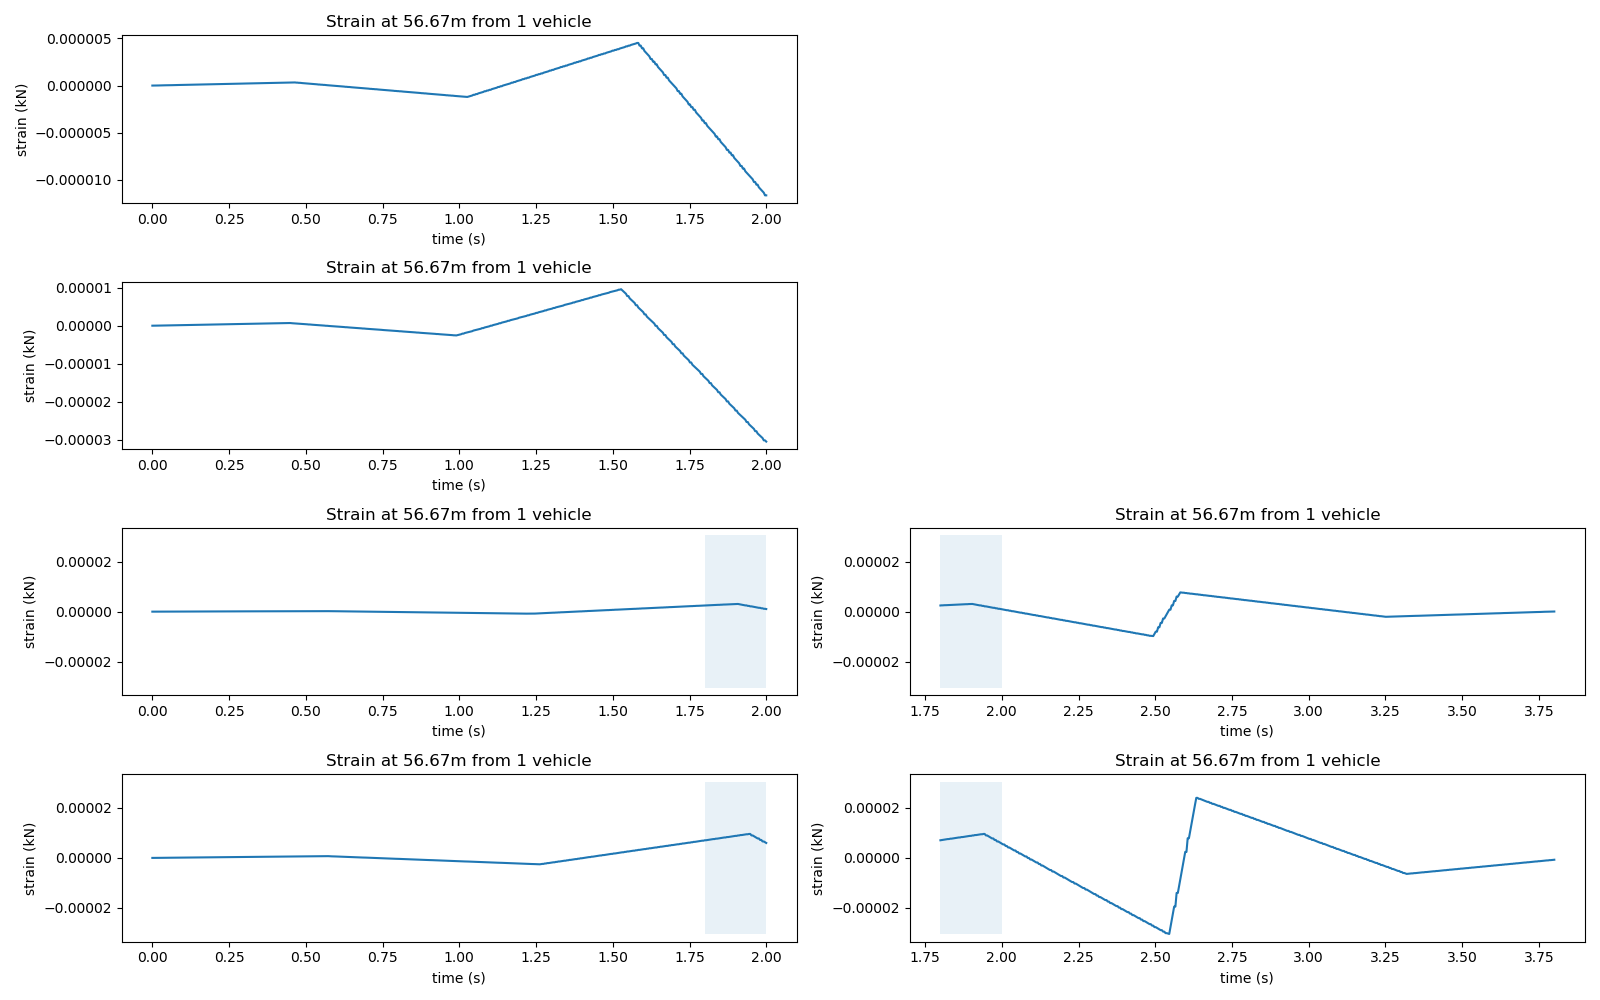 Strain at 56.67m from 1 vehicle
0.000005
0.000000
−0.000005
−0.000010
strain (kN)
0.00 0.25 0.50 0.75 1.00 1.25 1.50 1.75 2.00
time (s)
Strain at 56.67m from 1 vehicle
0.00001
0.00000
−0.00001
−0.00002
−0.00003
strain (kN)
0.00 0.25 0.50 0.75 1.00 1.25 1.50 1.75 2.00
time (s)
Strain at 56.67m from 1 vehicle
0.00002
0.00000
−0.00002
strain (kN)
0.00 0.25 0.50 0.75 1.00 1.25 1.50 1.75 2.00
time (s)
Strain at 56.67m from 1 vehicle
0.00002
0.00000
−0.00002
strain (kN)
1.75 2.00 2.25 2.50 2.75 3.00 3.25 3.50 3.75
time (s)
Strain at 56.67m from 1 vehicle
0.00002
0.00000
−0.00002
strain (kN)
0.00 0.25 0.50 0.75 1.00 1.25 1.50 1.75 2.00
time (s)
Strain at 56.67m from 1 vehicle
0.00002
0.00000
−0.00002
strain (kN)
1.75 2.00 2.25 2.50 2.75 3.00 3.25 3.50 3.75
time (s)